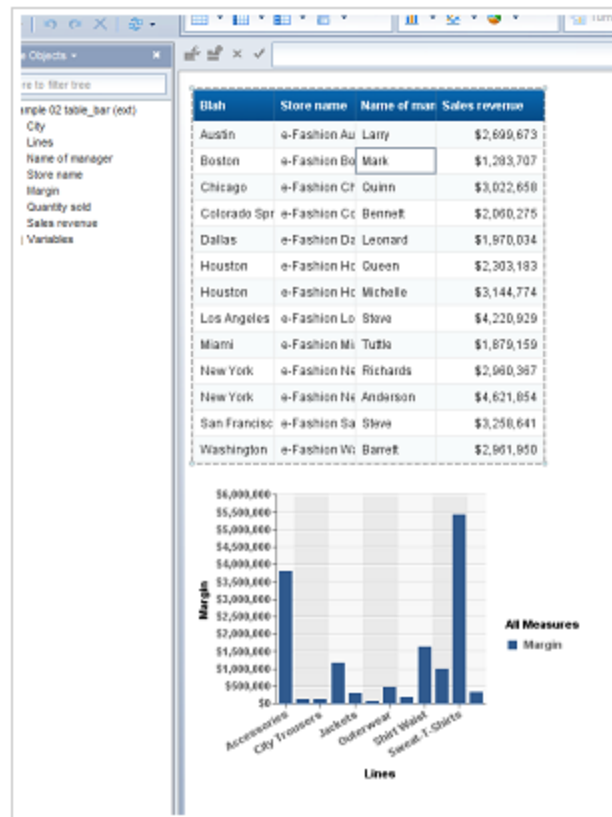 Objects
re to filter tree
ample 02 table_bar (ext)
City
Lines
Name of manager
Store name
Margin
Quantity sold
Sales revenue
Variables
Blah Store name Name of man Sales revenue
Austin e-Fashion Au Larry $2,699,673
Boston e-Fashion Bo Mark $1,283,707
Chicago e-Fashion Ch Quinn $3,022,658
Colorado Spr e-Fashion Cc Bennett $2,060,275
Dallas e-Fashion Da Leonard $1,970,034
Houston e-Fashion Hc Queen $2,303,183
Houston e-Fashion Hc Michelle $3,144,774
Los Angeles e-Fashion Lo Steve $4,220,929
Miami e-Fashion Mi Tuttle $1,879,159
New York e-Fashion Ne Richards $2,960,367
New York e-Fashion Ne Anderson $4,621,854
San Francisc e-Fashion Sa Steve $3,258,641
Washington e-Fashion Wa Barrett $2,961,950
$6,000,000
$5,500,000
$5,000,000
$4,500,000
$4,000,000
$3,500,000
$3,000,000
$2,500,000
$2,000,000
$1,500,000
$1,000,000
$500,000
$0
Margin
Accessories
City Trousers
Jackets
Outerwear
Shirt Waist
Sweat-T-Shirts
Lines
All Measures
Margin